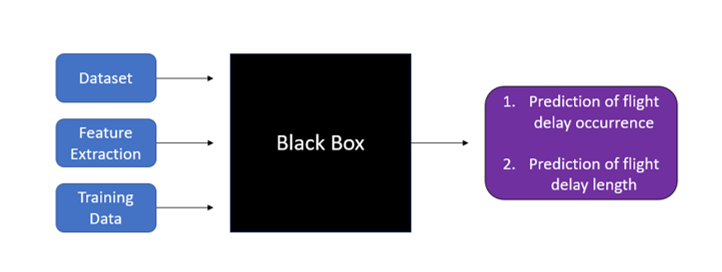 Dataset
Feature
Extraction
Training
Data
Black Box
1. Prediction of flight
delay occurrence
2. Prediction of flight
delay length